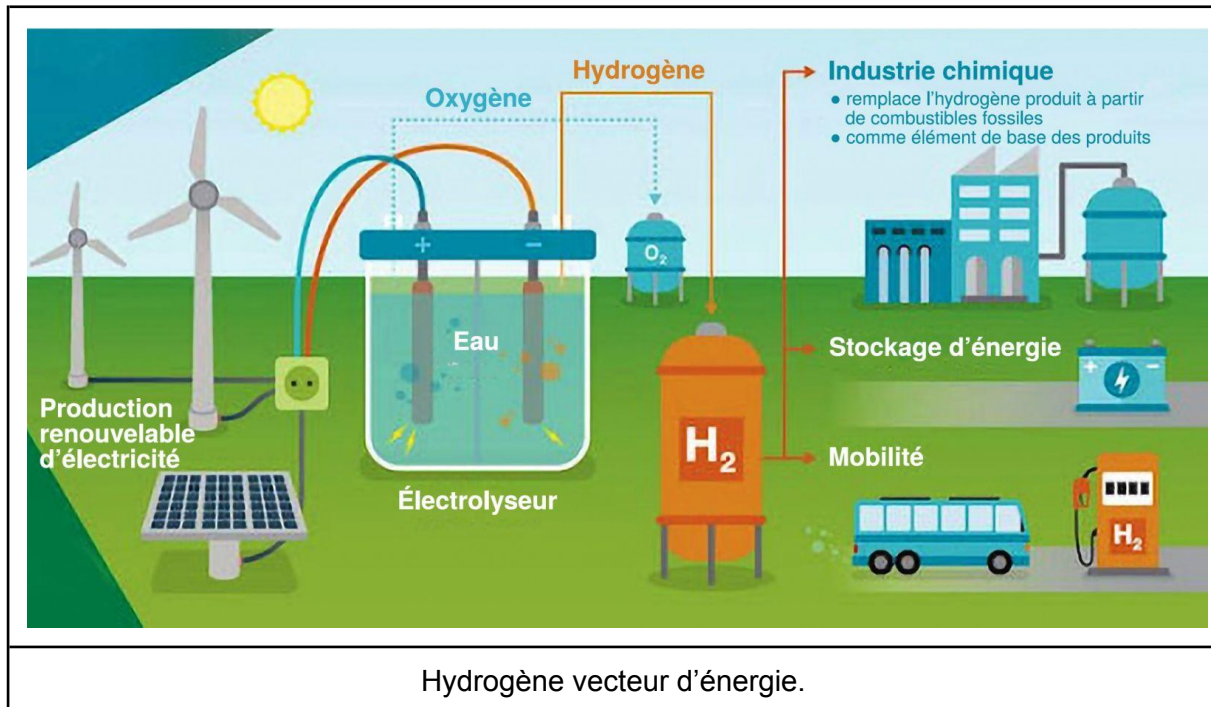 Hydrogène
Oxygène
Industrie chimique
• remplace l'hydrogène produit à partir
de combustibles fossiles
• comme élément de base des produits
O₂
+ −
Eau
Production
renouvelable
d'électricité
Électrolyseur
H₂
Stockage d'énergie
+ −
Mobilité
H₂
Hydrogène vecteur d'énergie.